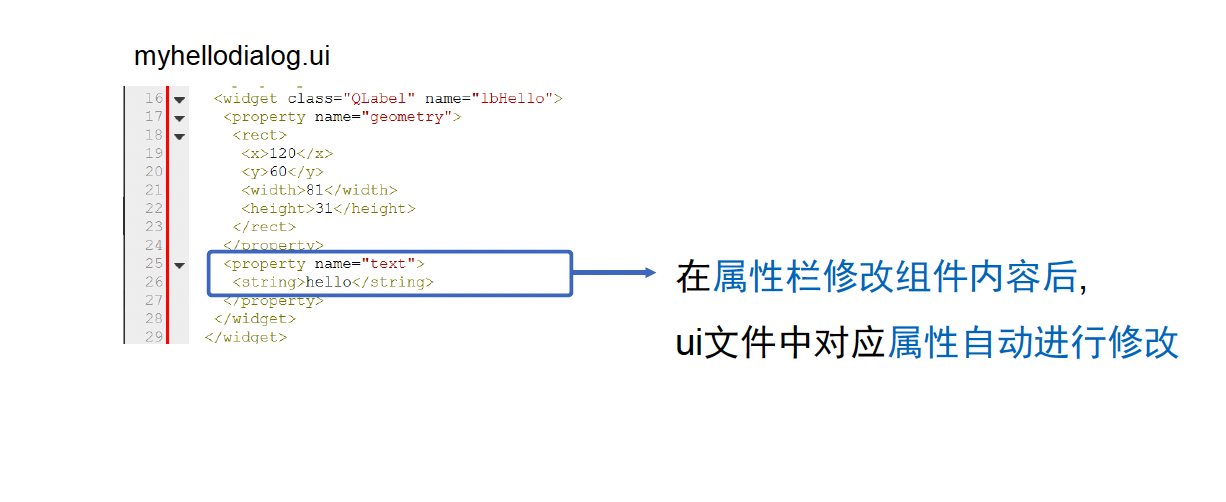 myhellodialog.ui
16 <widget class="QLabel" name="lbHello">
17 <property name="geometry">
18 <rect>
19 <x>120</x>
20 <y>60</y>
21 <width>81</width>
22 <height>31</height>
23 </rect>
24 </property>
25 <property name="text">
26 <string>hello</string>
27 </property>
28 </widget>
29 </widget>
在属性栏修改组件内容后,
ui文件中对应属性自动进行修改